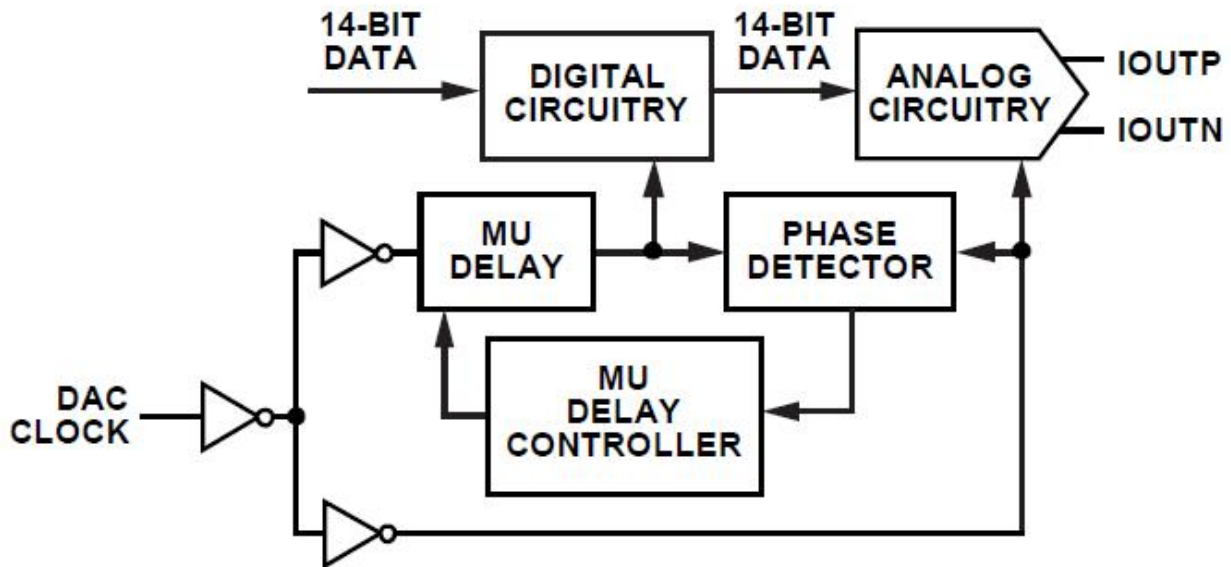 14-BIT
DATA
DIGITAL
CIRCUITRY
14-BIT
DATA
ANALOG
CIRCUITRY
IOUTP
IOUTN
MU
DELAY
PHASE
DETECTOR
MU
DELAY
CONTROLLER
DAC
CLOCK